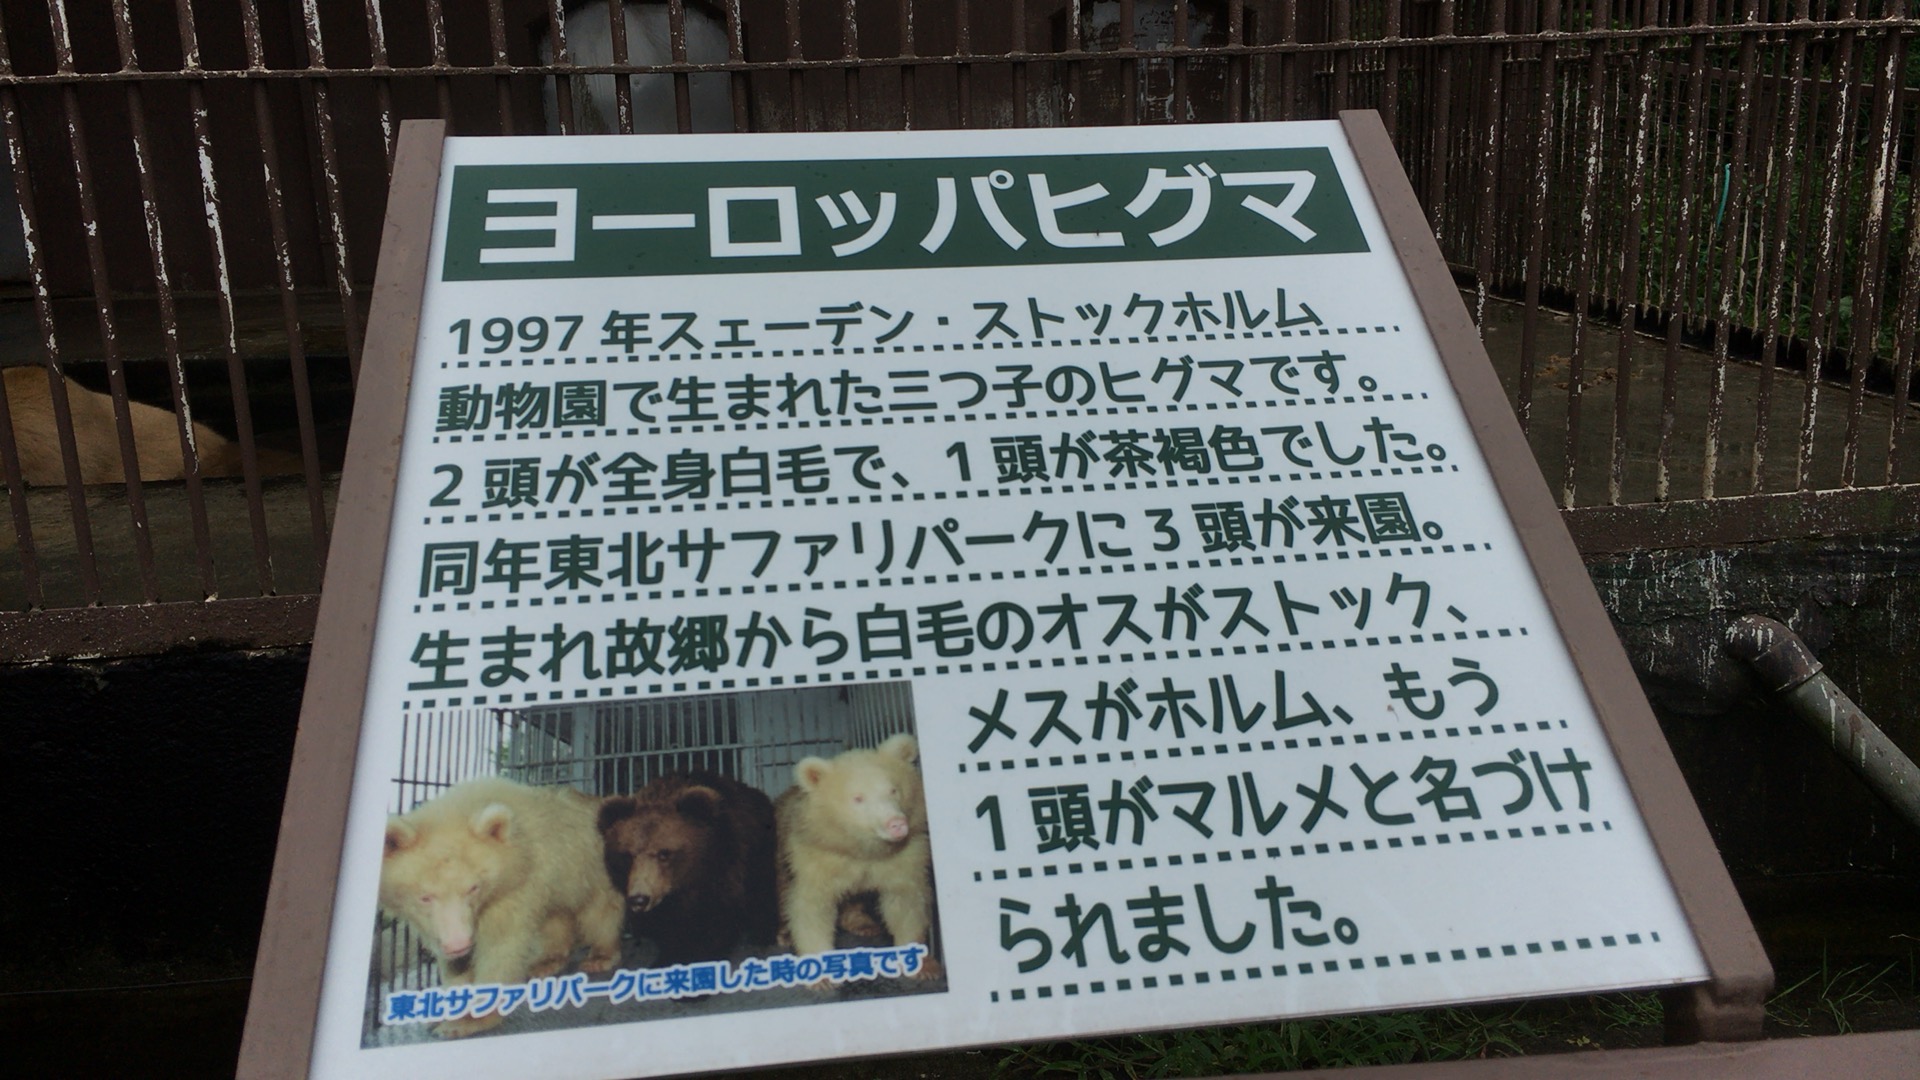 ヨーロッパヒグマ
1997年スェーデン・ストックホルム
動物園で生まれた三つ子のヒグマです。
2頭が全身白毛で、1頭が茶褐色でした。
同年東北サファリパークに3頭が来園。
生まれ故郷から白毛のオスがストック、
メスがホルム、もう
1頭がマルメと名づけ
られました。
東北サファリパークに来園した時の写真です